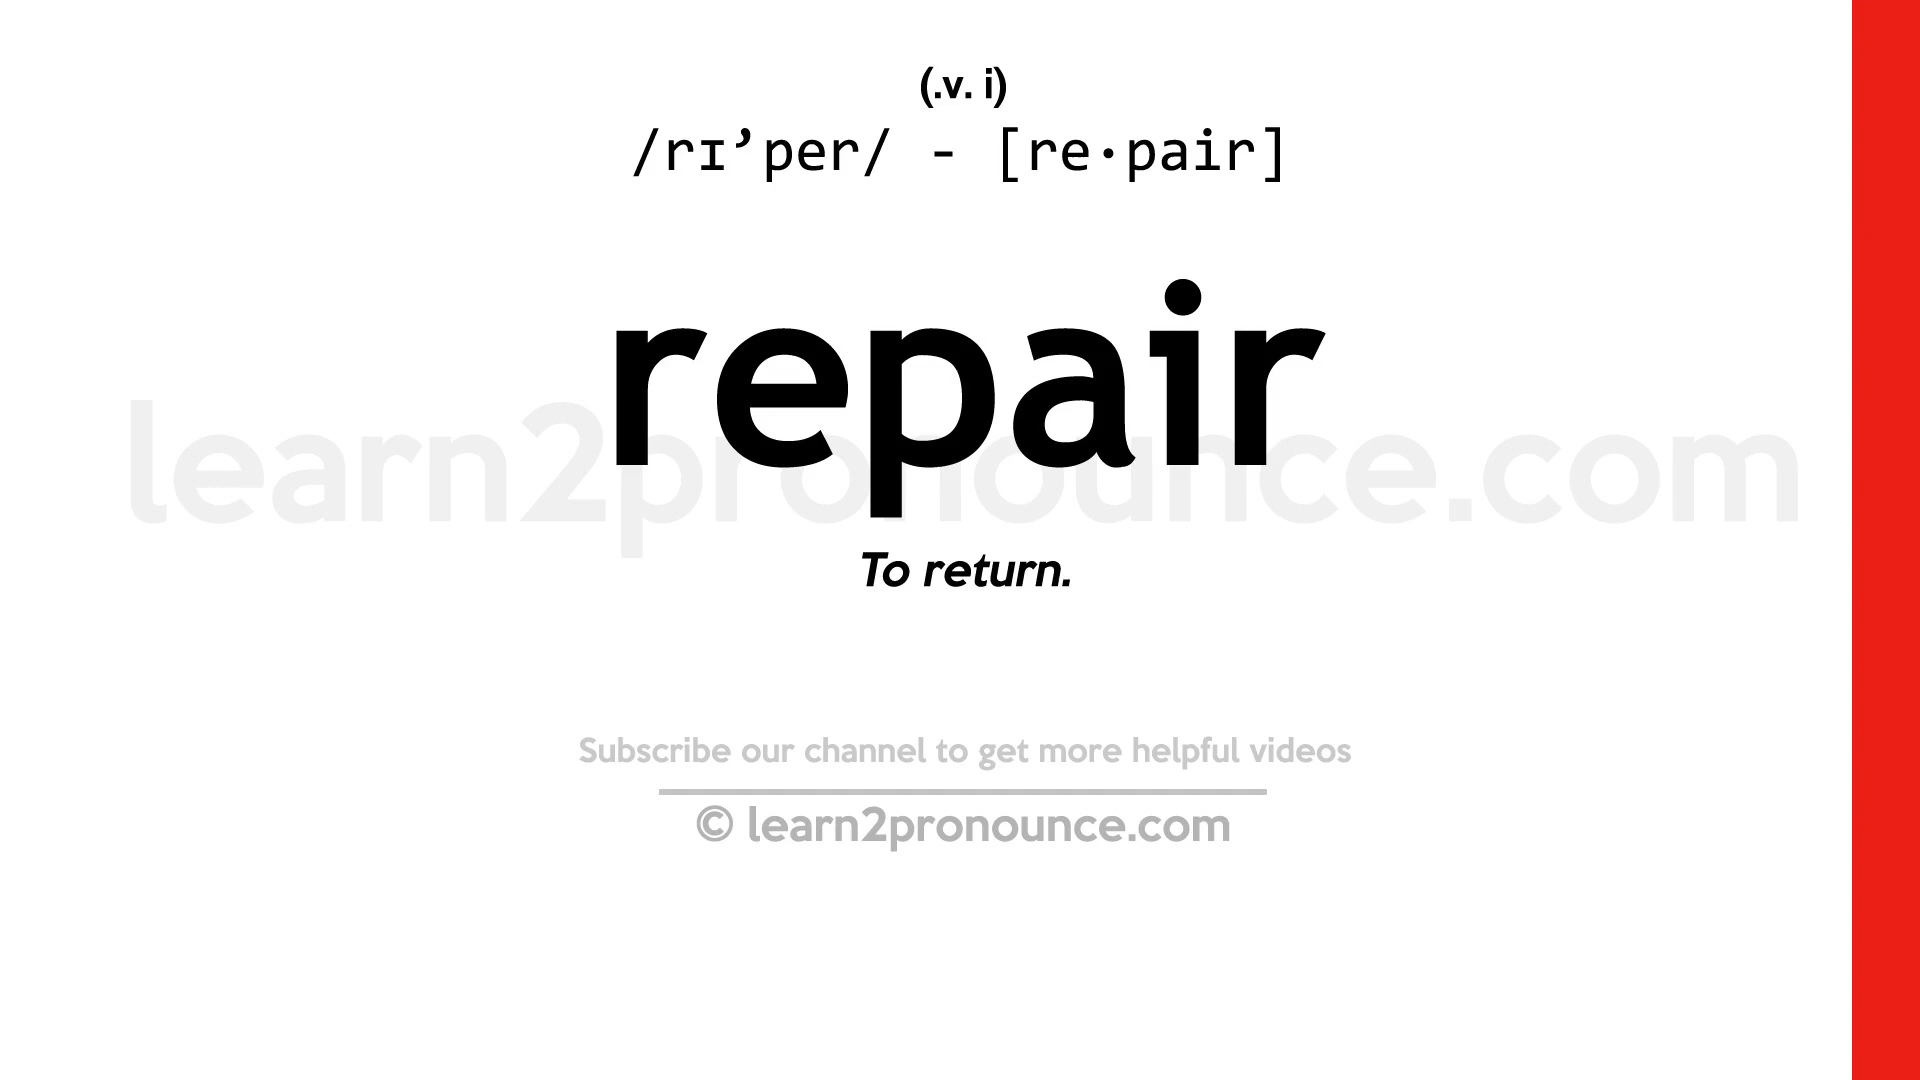 (.v. i)
/rɪ’per/ - [re·pair]
repair
learn2pronounce.com
To return.
Subscribe our channel to get more helpful videos
© learn2pronounce.com